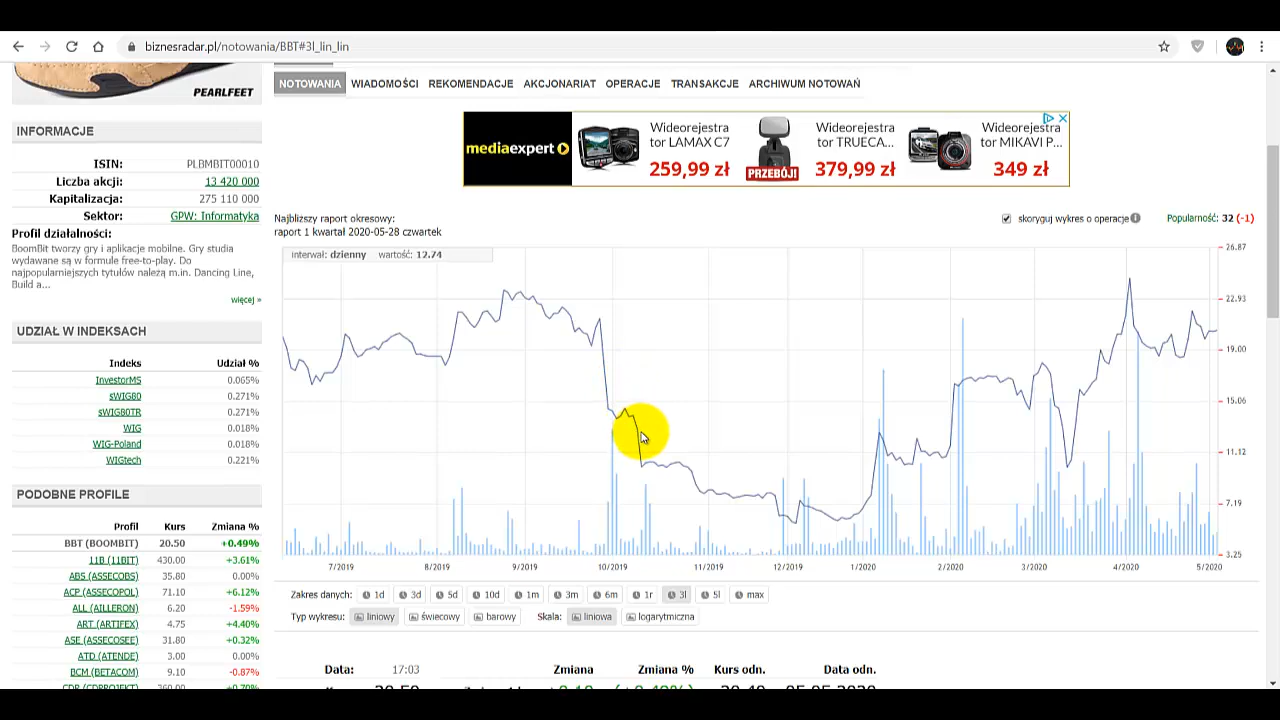 biznesradar.pl/notowania/BBT#3l_lin_lin
PEARLFEET
NOTOWANIA WIADOMOŚCI REKOMENDACJE AKCJONARIAT OPERACJE TRANSAKCJE ARCHIWUM NOTOWAŃ
mediaexpert
Wideorejestra
tor LAMAX C7
259,99 zł
PRZEBÓJ!
Wideorejestra
tor TRUECA...
379,99 zł
Wideorejestra
tor MIKAVI P...
349 zł
INFORMACJE
ISIN: PLBMBIT00010
Liczba akcji: 13 420 000
Kapitalizacja: 275 110 000
Sektor: GPW: Informatyka
Profil działalności:
BoomBit tworzy gry i aplikacje mobilne. Gry studia
wydawane są w formule free-to-play. Do
najpopularniejszych tytułów należą m.in. Dancing Line,
Build a...
więcej »
UDZIAŁ W INDEKSACH
Indeks Udział %
InvestorMS 0.065%
sWIG80 0.271%
sWIG80TR 0.271%
WIG 0.018%
WIG-Poland 0.018%
WIGtech 0.221%
PODOBNE PROFILE
Profil Kurs Zmiana %
BBT (BOOMBIT) 20.50 +0.49%
11B (11BIT) 430.00 +3.61%
ABS (ASSECOBS) 35.80 0.00%
ACP (ASSECOPOL) 71.10 +6.12%
ALL (AILLERON) 6.20 -1.59%
ART (ARTIFEX) 4.75 +4.40%
ASE (ASSECOSEE) 31.80 +0.32%
ATD (ATENDE) 3.00 0.00%
BCM (BETACOM) 9.10 -0.87%
CDR (CDPROJEKT) 360.00 +0.70%
Najbliższy raport okresowy:
raport 1 kwartał 2020-05-28 czwartek
skoryguj wykres o operacje
Popularność: 32 (-1)
interwał: dzienny wartość: 12.74
26.87
22.93
19.00
15.06
11.12
7.19
3.25
7/2019 8/2019 9/2019 10/2019 11/2019 12/2019 1/2020 2/2020 3/2020 4/2020 5/2020
Zakres danych: 1d 3d 5d 10d 1m 3m 6m 1r 3l 5l max
Typ wykresu: liniowy świecowy barowy Skala: liniowa logarytmiczna
Data: 17:03 Zmiana Zmiana % Kurs odn. Data odn.